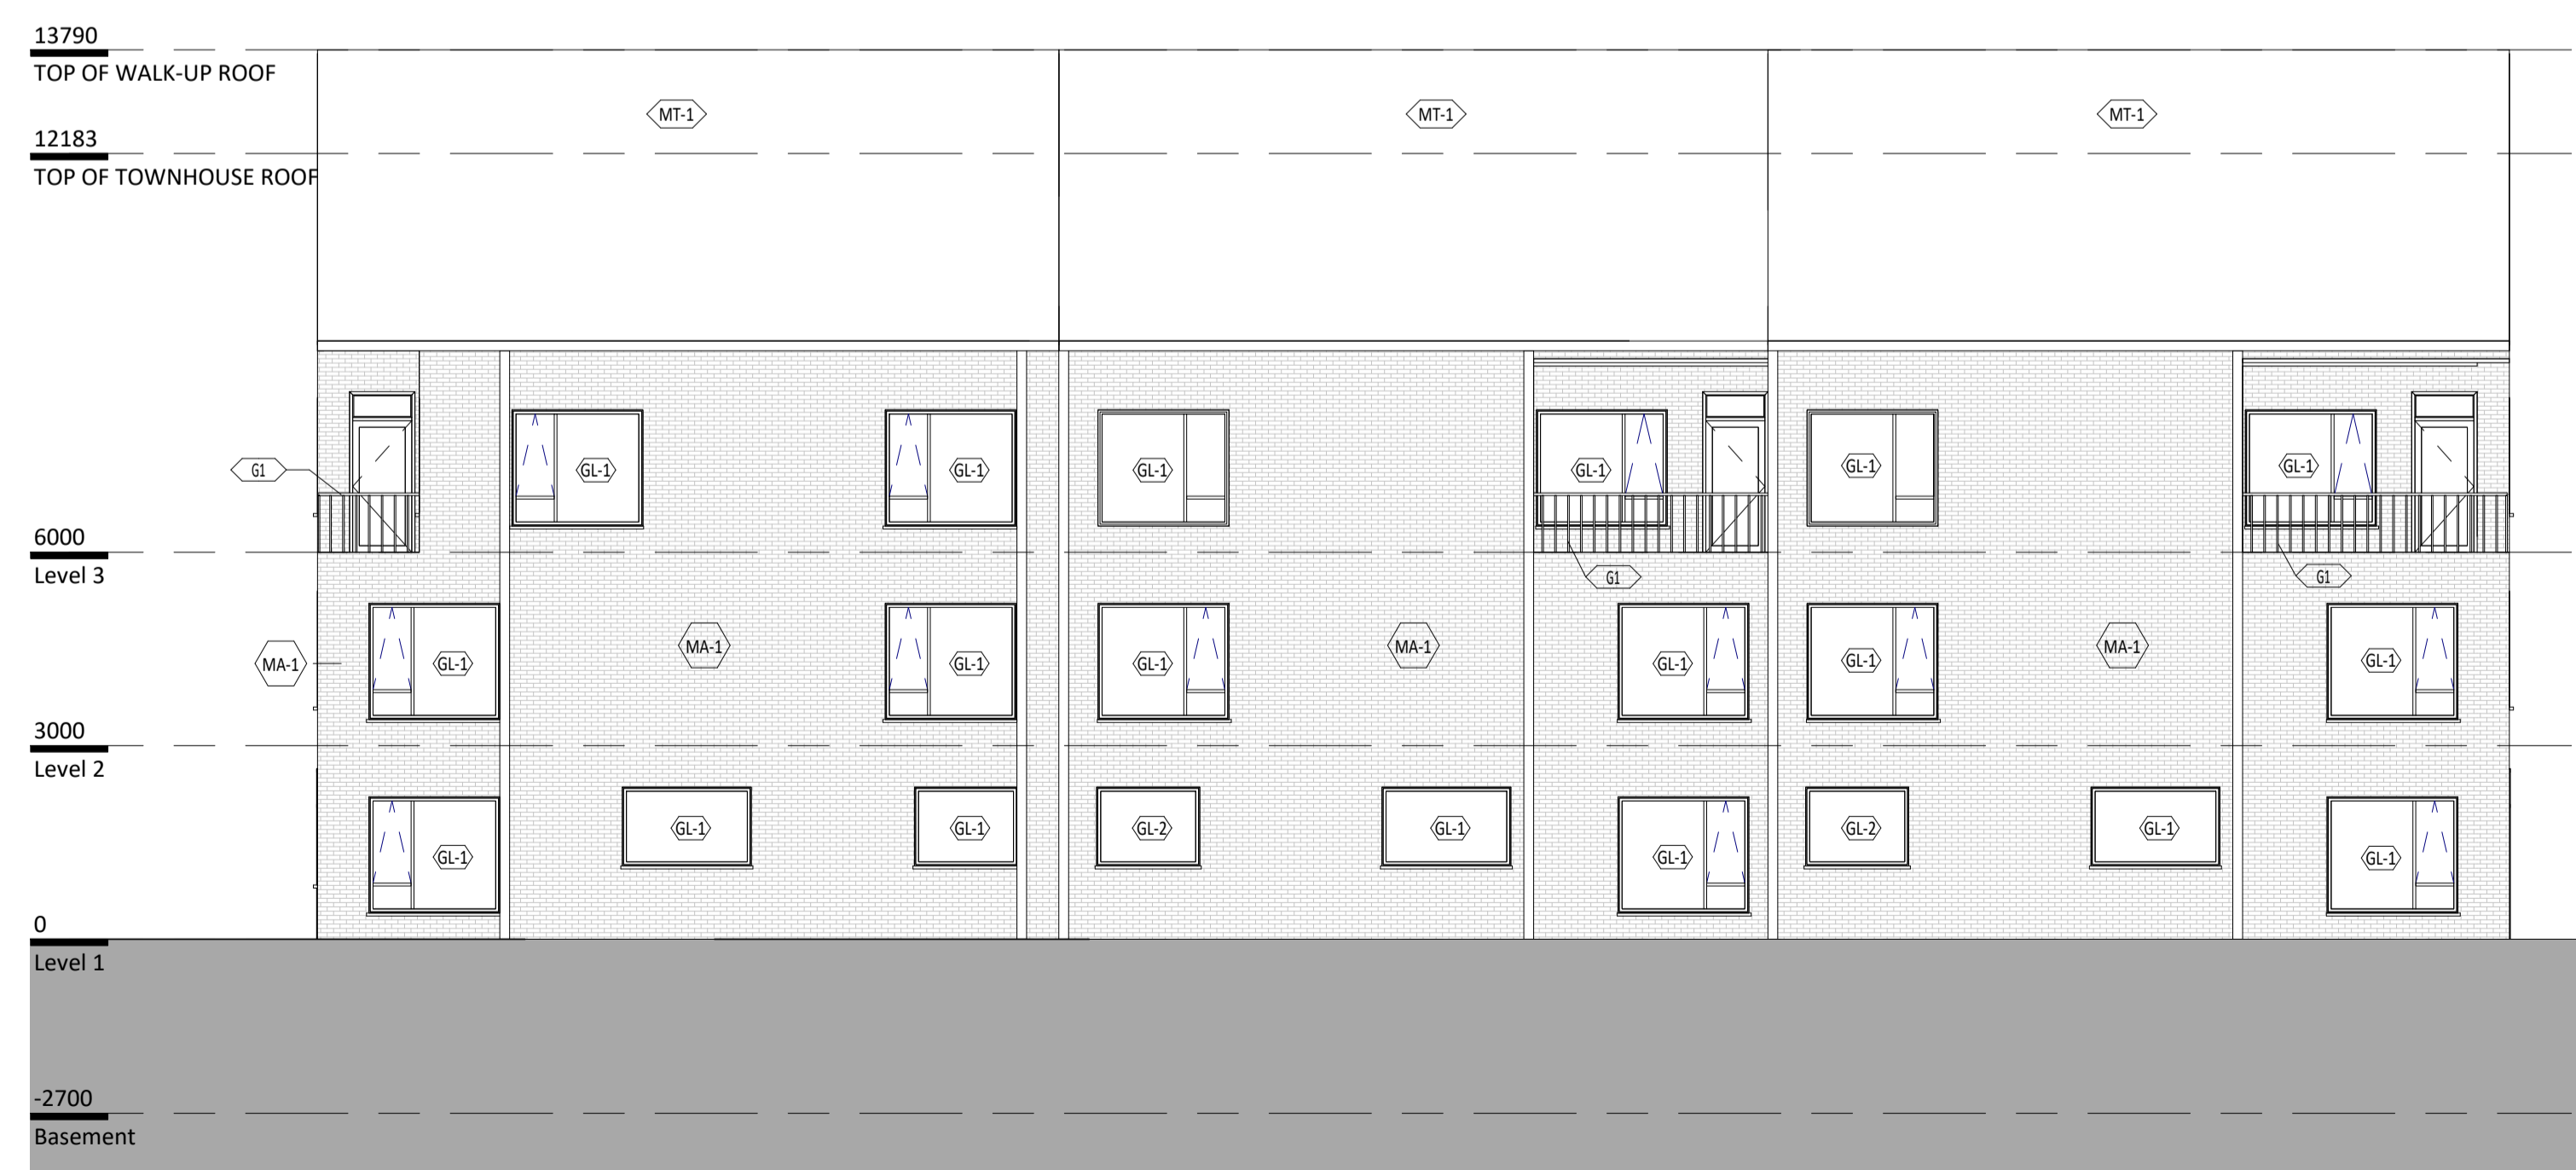 13790
TOP OF WALK-UP ROOF
MT-1 MT-1 MT-1
12183
TOP OF TOWNHOUSE ROOF
G1 GL-1 GL-1 GL-1 GL-1 GL-1 GL-1
6000
Level 3
G1 G1
MA-1 GL-1 MA-1 GL-1 GL-1 MA-1 GL-1 GL-1 MA-1 GL-1
3000
Level 2
GL-1 GL-1 GL-1 GL-2 GL-1 GL-1 GL-2 GL-1 GL-1
0
Level 1
-2700
Basement